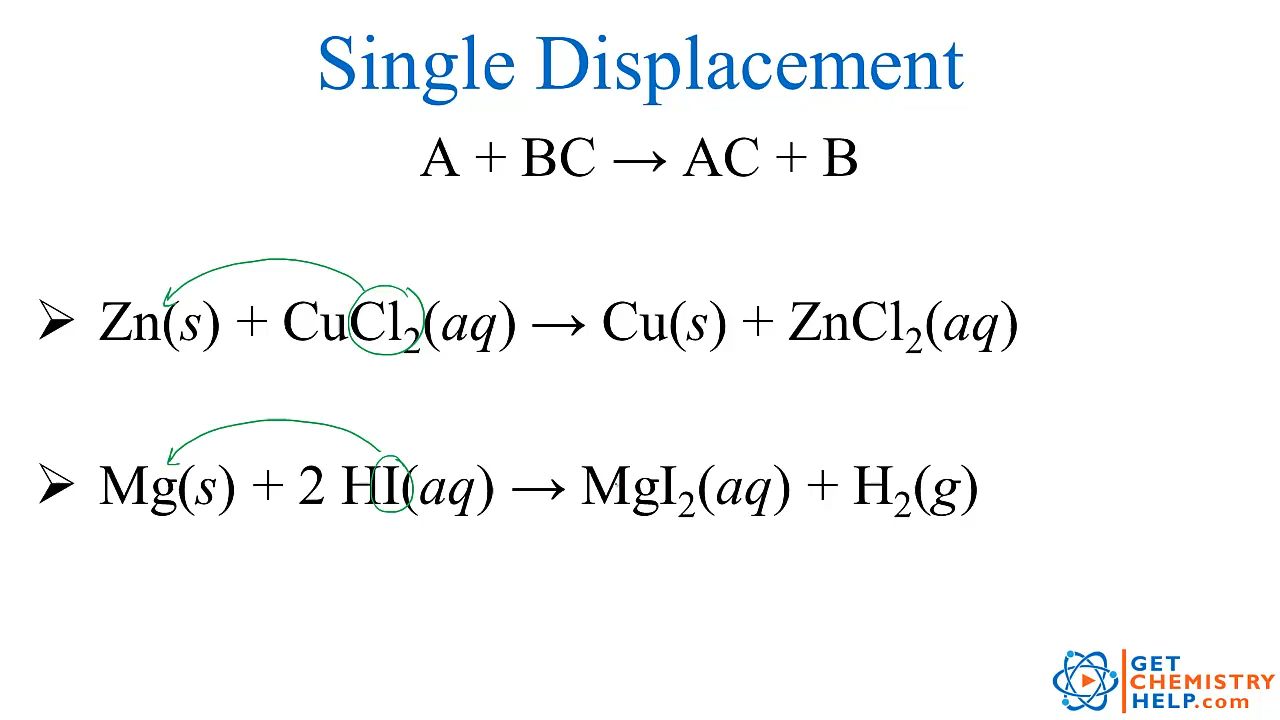 Single Displacement
A + BC → AC + B
➢ Zn(s) + CuCl₂(aq) → Cu(s) + ZnCl₂(aq)
➢ Mg(s) + 2 HI(aq) → MgI₂(aq) + H₂(g)
GET
CHEMISTRY
HELP.com